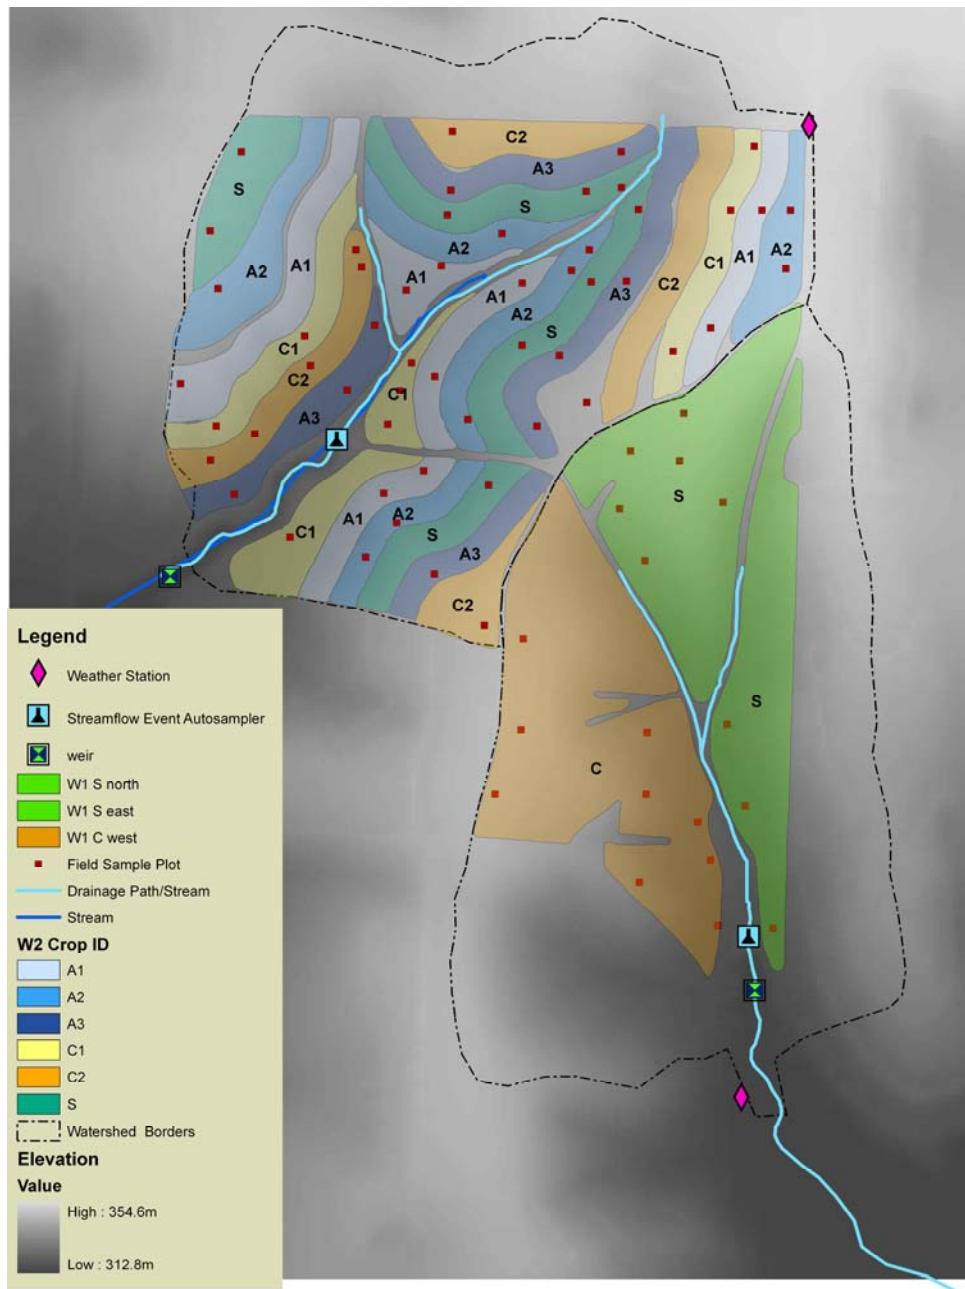 C2
A3
S
S
A2
A2
A1
A1
A1
A2
A3
C2
C1
A1
A2
S
C1
C2
C1
A3
S
C1
A1
A2
S
A3
C2
S
C
Legend
Weather Station
Streamflow Event Autosampler
weir
W1 S north
W1 S east
W1 C west
Field Sample Plot
Drainage Path/Stream
Stream
W2 Crop ID
A1
A2
A3
C1
C2
S
Watershed Borders
Elevation
Value
High : 354.6m
Low : 312.8m